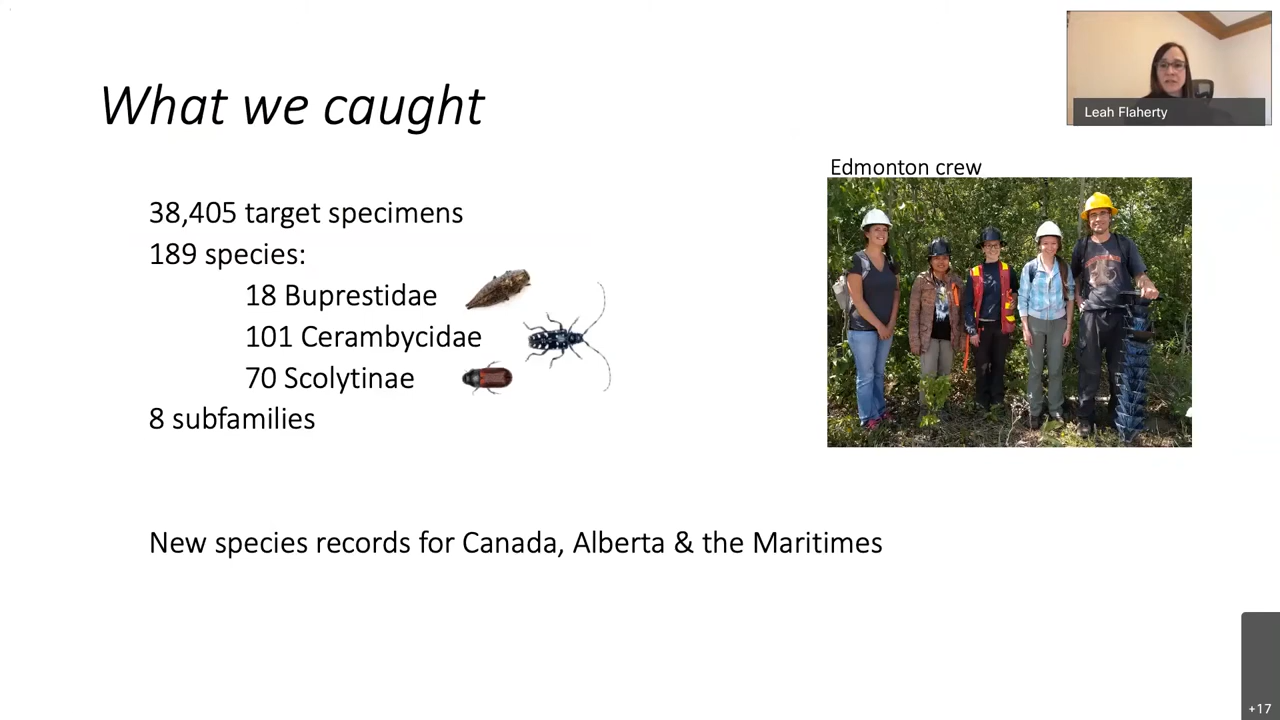 What we caught
Leah Flaherty
Edmonton crew
38,405 target specimens
189 species:
18 Buprestidae
101 Cerambycidae
70 Scolytinae
8 subfamilies
New species records for Canada, Alberta & the Maritimes
+17